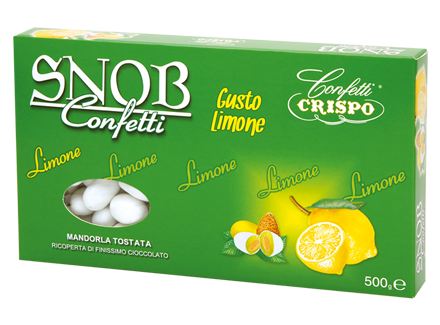 SNOB
Confetti
Gusto
Limone
Confetti
CRISPO®
Limone
Limone
Limone
Limone
Limone
MANDORLA TOSTATA
RICOPERTA DI FINISSIMO CIOCCOLATO
500g e